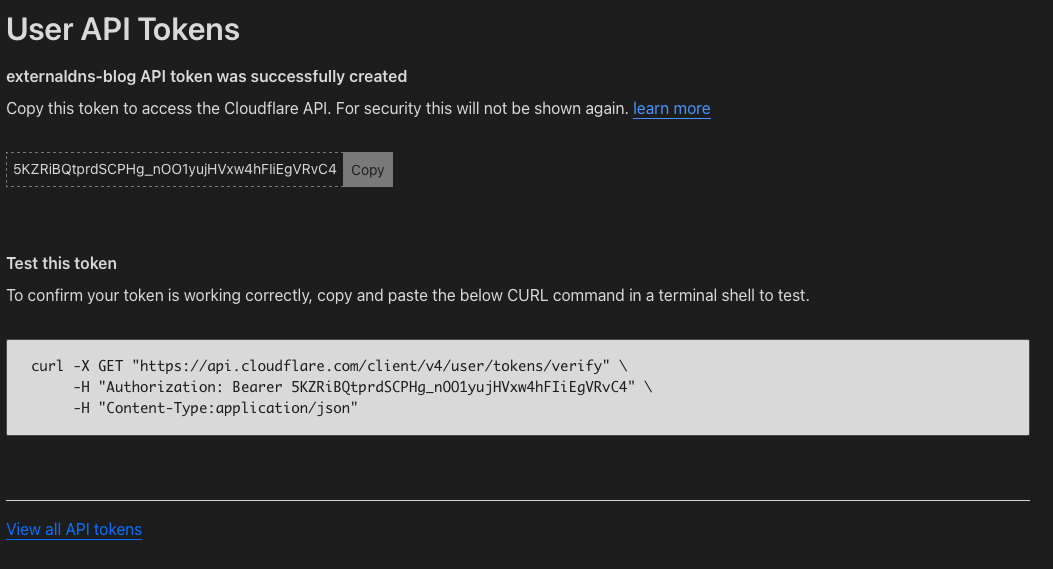 User API Tokens
externaldns-blog API token was successfully created
Copy this token to access the Cloudflare API. For security this will not be shown again. learn more
5KZRiBQtprdSCPHg_nOO1yujHVxw4hFIiEgVRvC4 Copy
Test this token
To confirm your token is working correctly, copy and paste the below CURL command in a terminal shell to test.
curl -X GET "https://api.cloudflare.com/client/v4/user/tokens/verify" \
-H "Authorization: Bearer 5KZRiBQtprdSCPHg_nOO1yujHVxw4hFIiEgVRvC4" \
-H "Content-Type:application/json"
View all API tokens